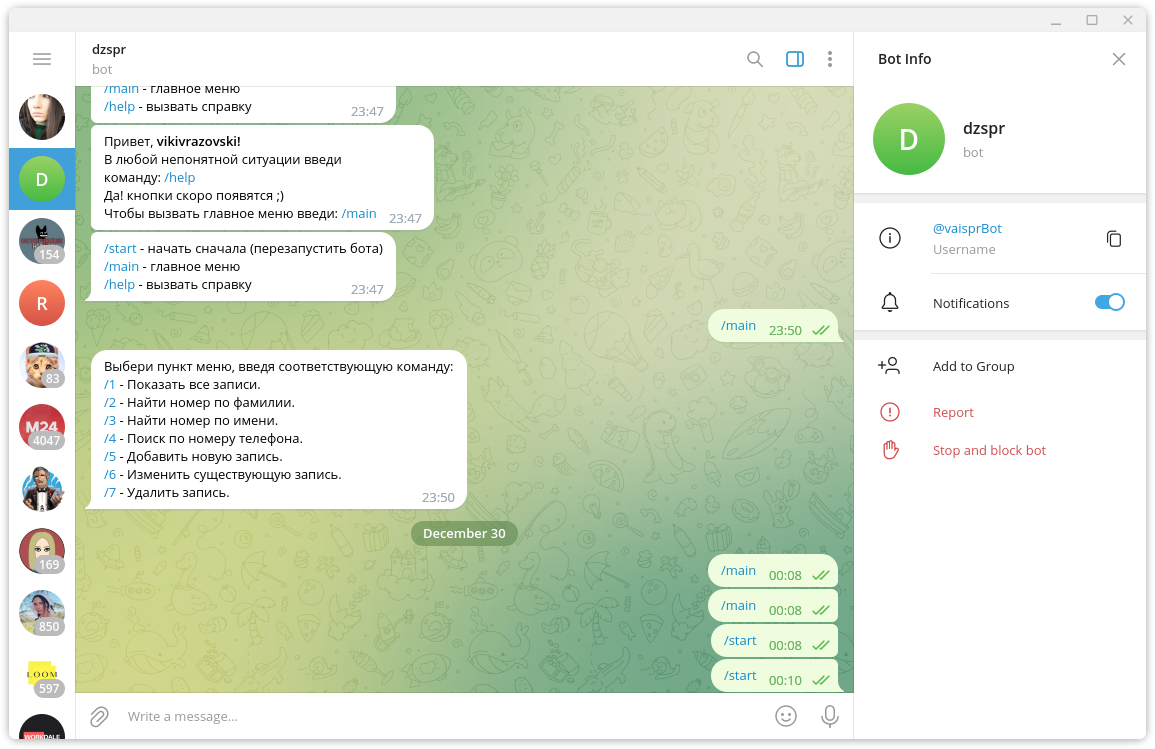 dzspr
bot
Bot Info
/main - главное меню
/help - вызвать справку
23:47
Привет, vikivrazovski!
В любой непонятной ситуации введи
команду: /help
Да! кнопки скоро появятся ;)
Чтобы вызвать главное меню введи: /main
23:47
/start - начать сначала (перезапустить бота)
/main - главное меню
/help - вызвать справку
23:47
/main 23:50
Выбери пункт меню, введя соответствующую команду:
/1 - Показать все записи.
/2 - Найти номер по фамилии.
/3 - Найти номер по имени.
/4 - Поиск по номеру телефона.
/5 - Добавить новую запись.
/6 - Изменить существующую запись.
/7 - Удалить запись.
23:50
December 30
/main 00:08
/main 00:08
/start 00:08
/start 00:10
Write a message...
D
154
R
83
M24
4047
169
850
LOOM
597
WORKDALE
D
dzspr
bot
@vaisprBot
Username
Notifications
Add to Group
Report
Stop and block bot